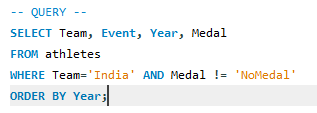 -- QUERY --
SELECT Team, Event, Year, Medal
FROM athletes
WHERE Team='India' AND Medal != 'NoMedal'
ORDER BY Year;